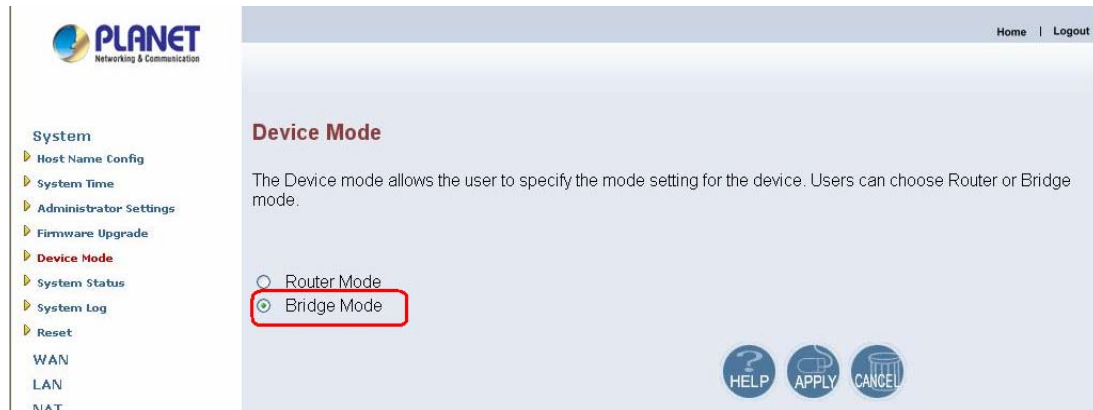 PLANET
Networking & Communication
Home | Logout
System
Host Name Config
System Time
Administrator Settings
Firmware Upgrade
Device Mode
System Status
System Log
Reset
WAN
LAN
NAT
Device Mode
The Device mode allows the user to specify the mode setting for the device. Users can choose Router or Bridge
mode.
Router Mode
Bridge Mode
HELP
APPLY
CANCEL